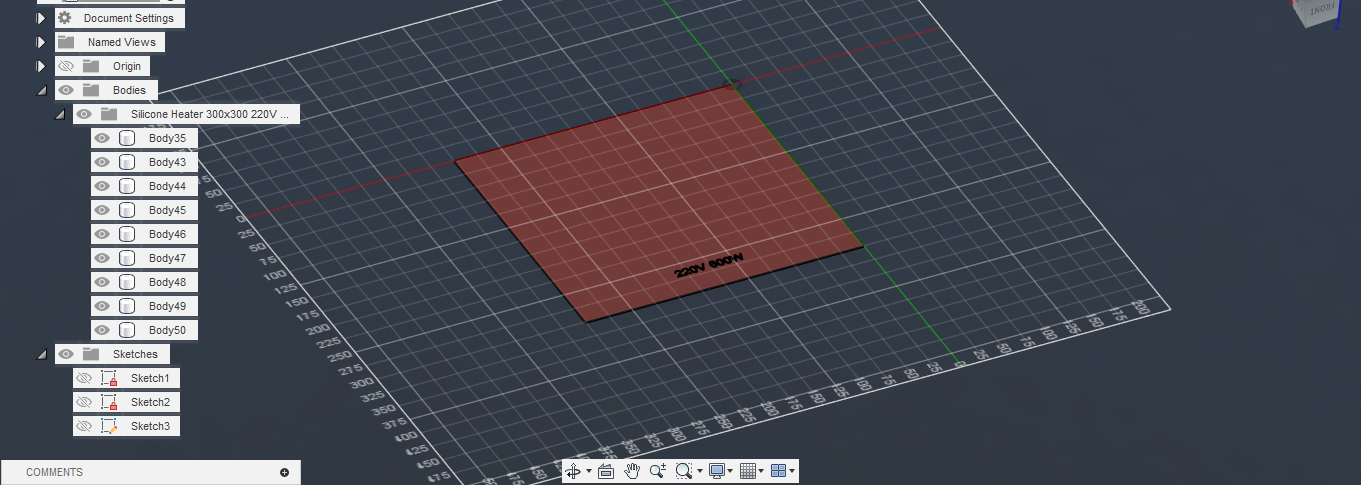 Document Settings
Named Views
Origin
Bodies
Silicone Heater 300x300 220V ...
Body35
Body43
Body44
Body45
Body46
Body47
Body48
Body49
Body50
Sketches
Sketch1
Sketch2
Sketch3
COMMENTS
FRONT
220V 600W
50
25
0
25
50
75
100
125
150
175
200
225
250
275
300
325
350
375
400
425
450
475
300
275
250
225
200
175
150
125
100
75
50
25
0
25
50
75
100
125
150
175
200